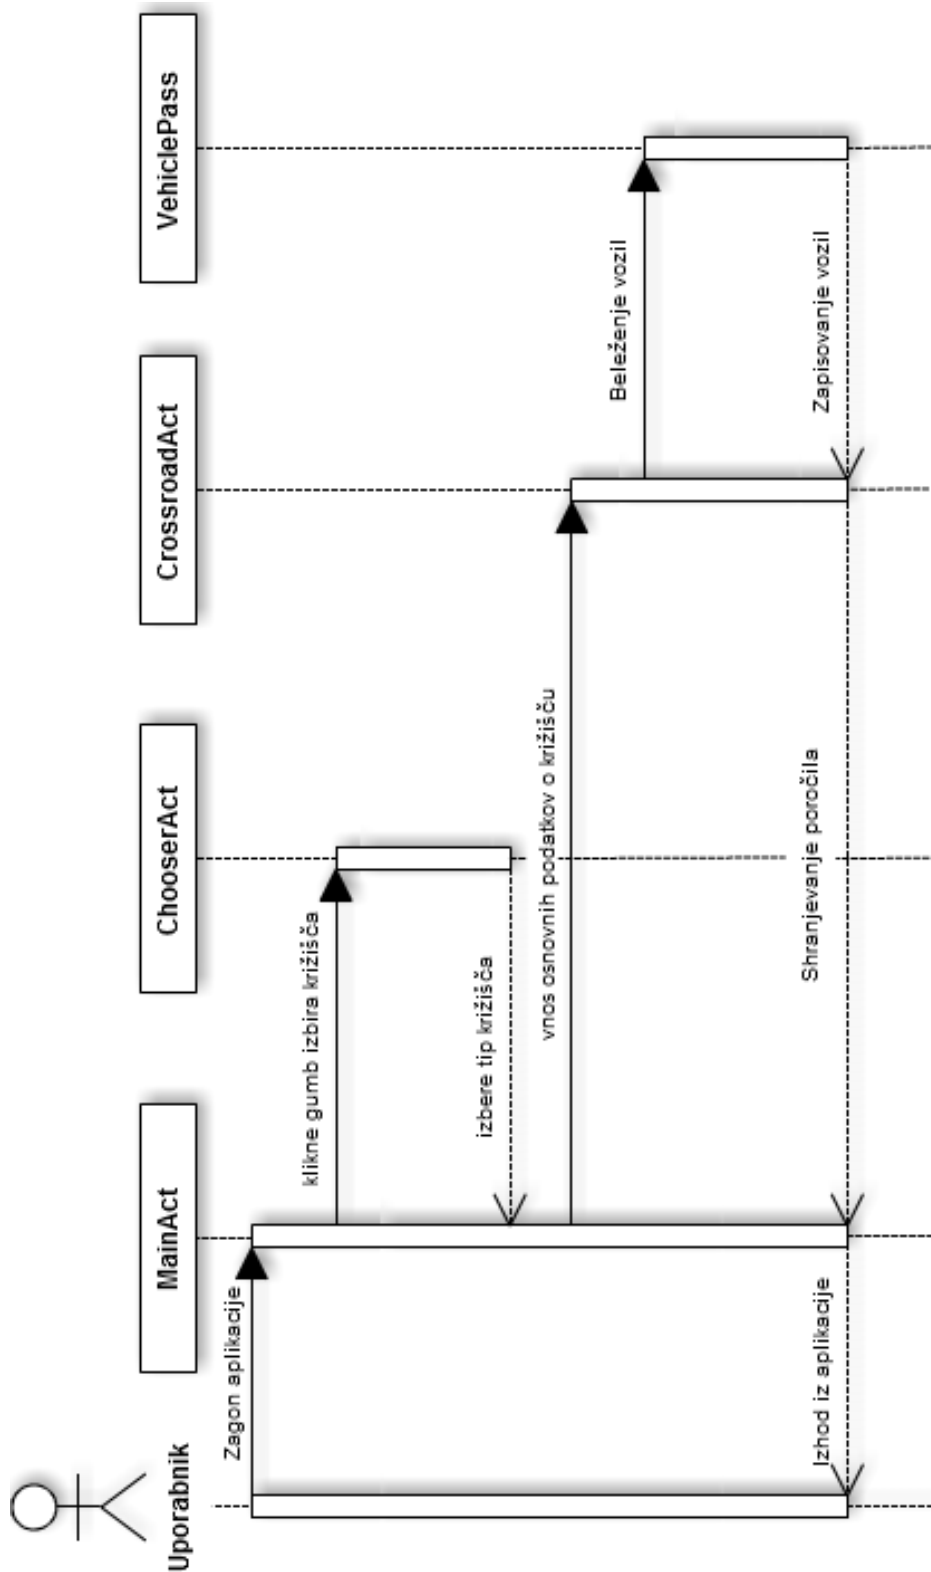 Uporabnik
MainAct
ChooserAct
CrossroadAct
VehiclePass
Zagon aplikacije
klikne gumb izbira križišča
izbere tip križišča
vnos osnovnih podatkov o križišču
Beleženje vozil
Zapisovanje vozil
Shranjevanje poročila
Izhod iz aplikacije